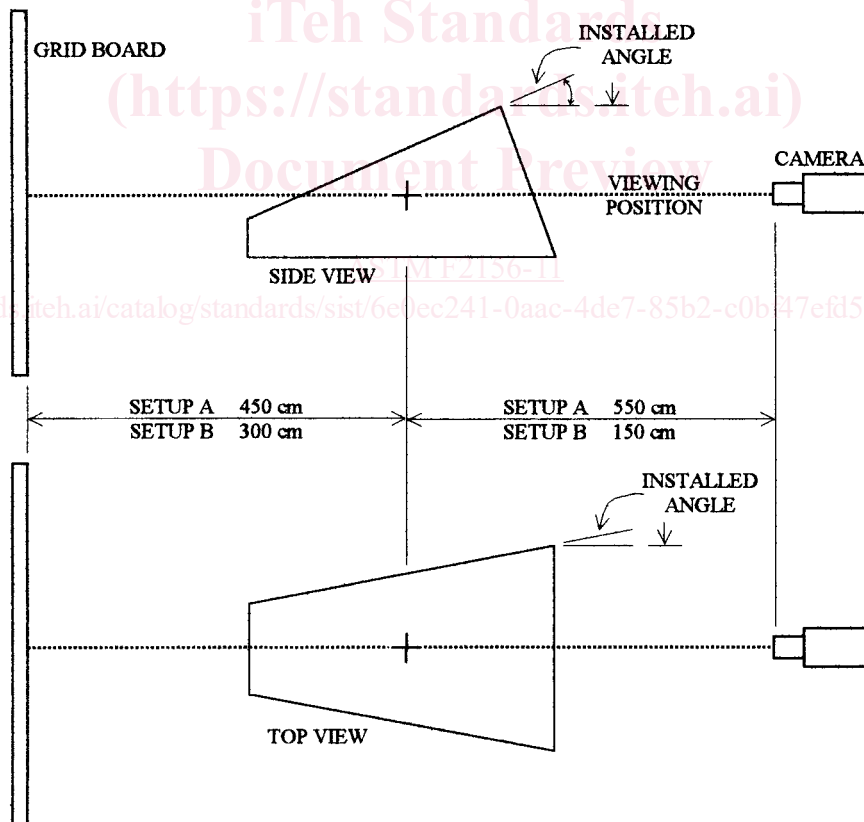 iTeh Standards
GRID BOARD
INSTALLED
ANGLE
(https://standards.iteh.ai)
Document Preview
CAMERA
VIEWING
POSITION
SIDE VIEW
ASTM F2156-11
SETUP A 450 cm
SETUP B 300 cm
SETUP A 550 cm
SETUP B 150 cm
INSTALLED
ANGLE
TOP VIEW